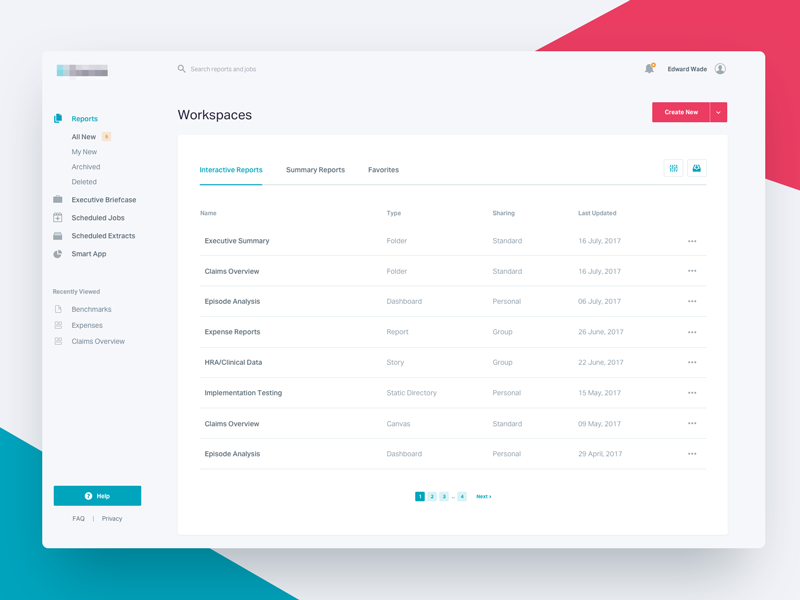 Search reports and jobs
Edward Wade
Reports
All New 6
My New
Archived
Deleted
Executive Briefcase
Scheduled Jobs
Scheduled Extracts
Smart App
Recently Viewed
Benchmarks
Expenses
Claims Overview
? Help
FAQ | Privacy
Workspaces
Create New
Interactive Reports Summary Reports Favorites
Name Type Sharing Last Updated
Executive Summary Folder Standard 16 July, 2017
Claims Overview Folder Standard 16 July, 2017
Episode Analysis Dashboard Personal 06 July, 2017
Expense Reports Report Group 26 June, 2017
HRA/Clinical Data Story Group 22 June, 2017
Implementation Testing Static Directory Personal 15 May, 2017
Claims Overview Canvas Standard 09 May, 2017
Episode Analysis Dashboard Personal 29 April, 2017
1 2 3 ... 4 Next ›